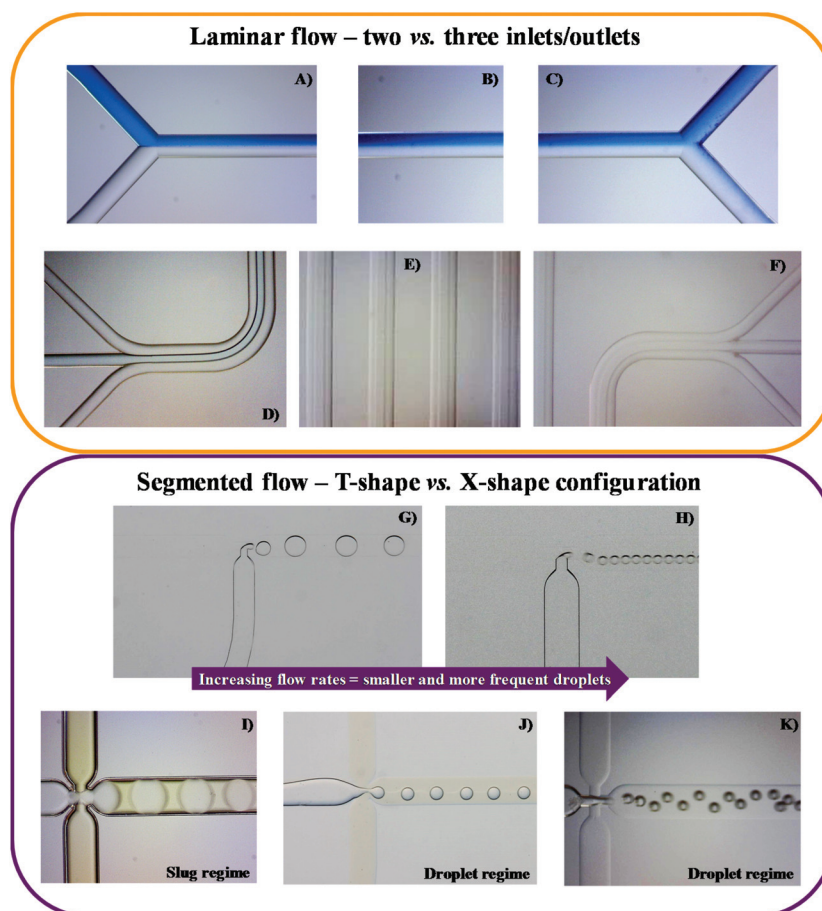 Laminar flow – two vs. three inlets/outlets
A)
B)
C)
D)
E)
F)
Segmented flow – T-shape vs. X-shape configuration
G)
H)
Increasing flow rates = smaller and more frequent droplets
I)
J)
K)
Slug regime
Droplet regime
Droplet regime